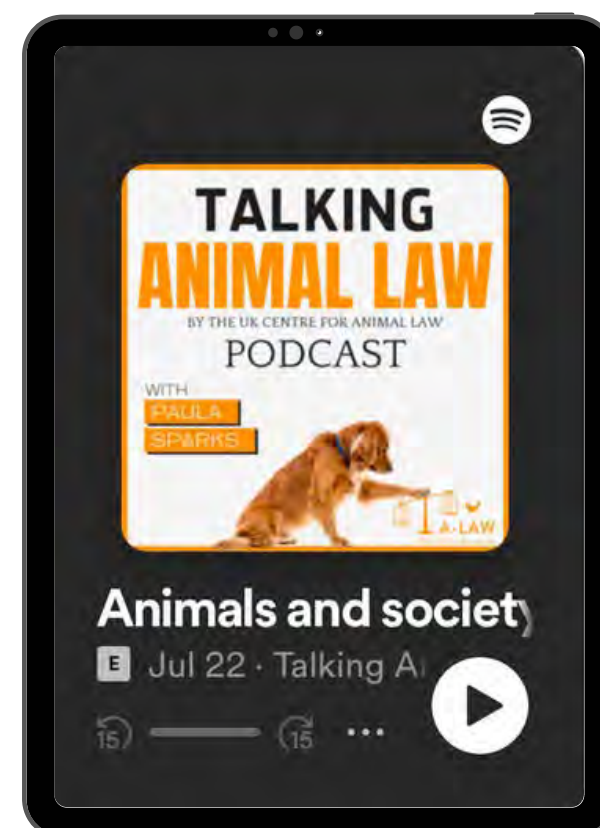 TALKING
ANIMAL LAW
BY THE UK CENTRE FOR ANIMAL LAW
PODCAST
WITH
PAULA
SPARKS
A-LAW
Animals and society
E Jul 22 · Talking A
15 15